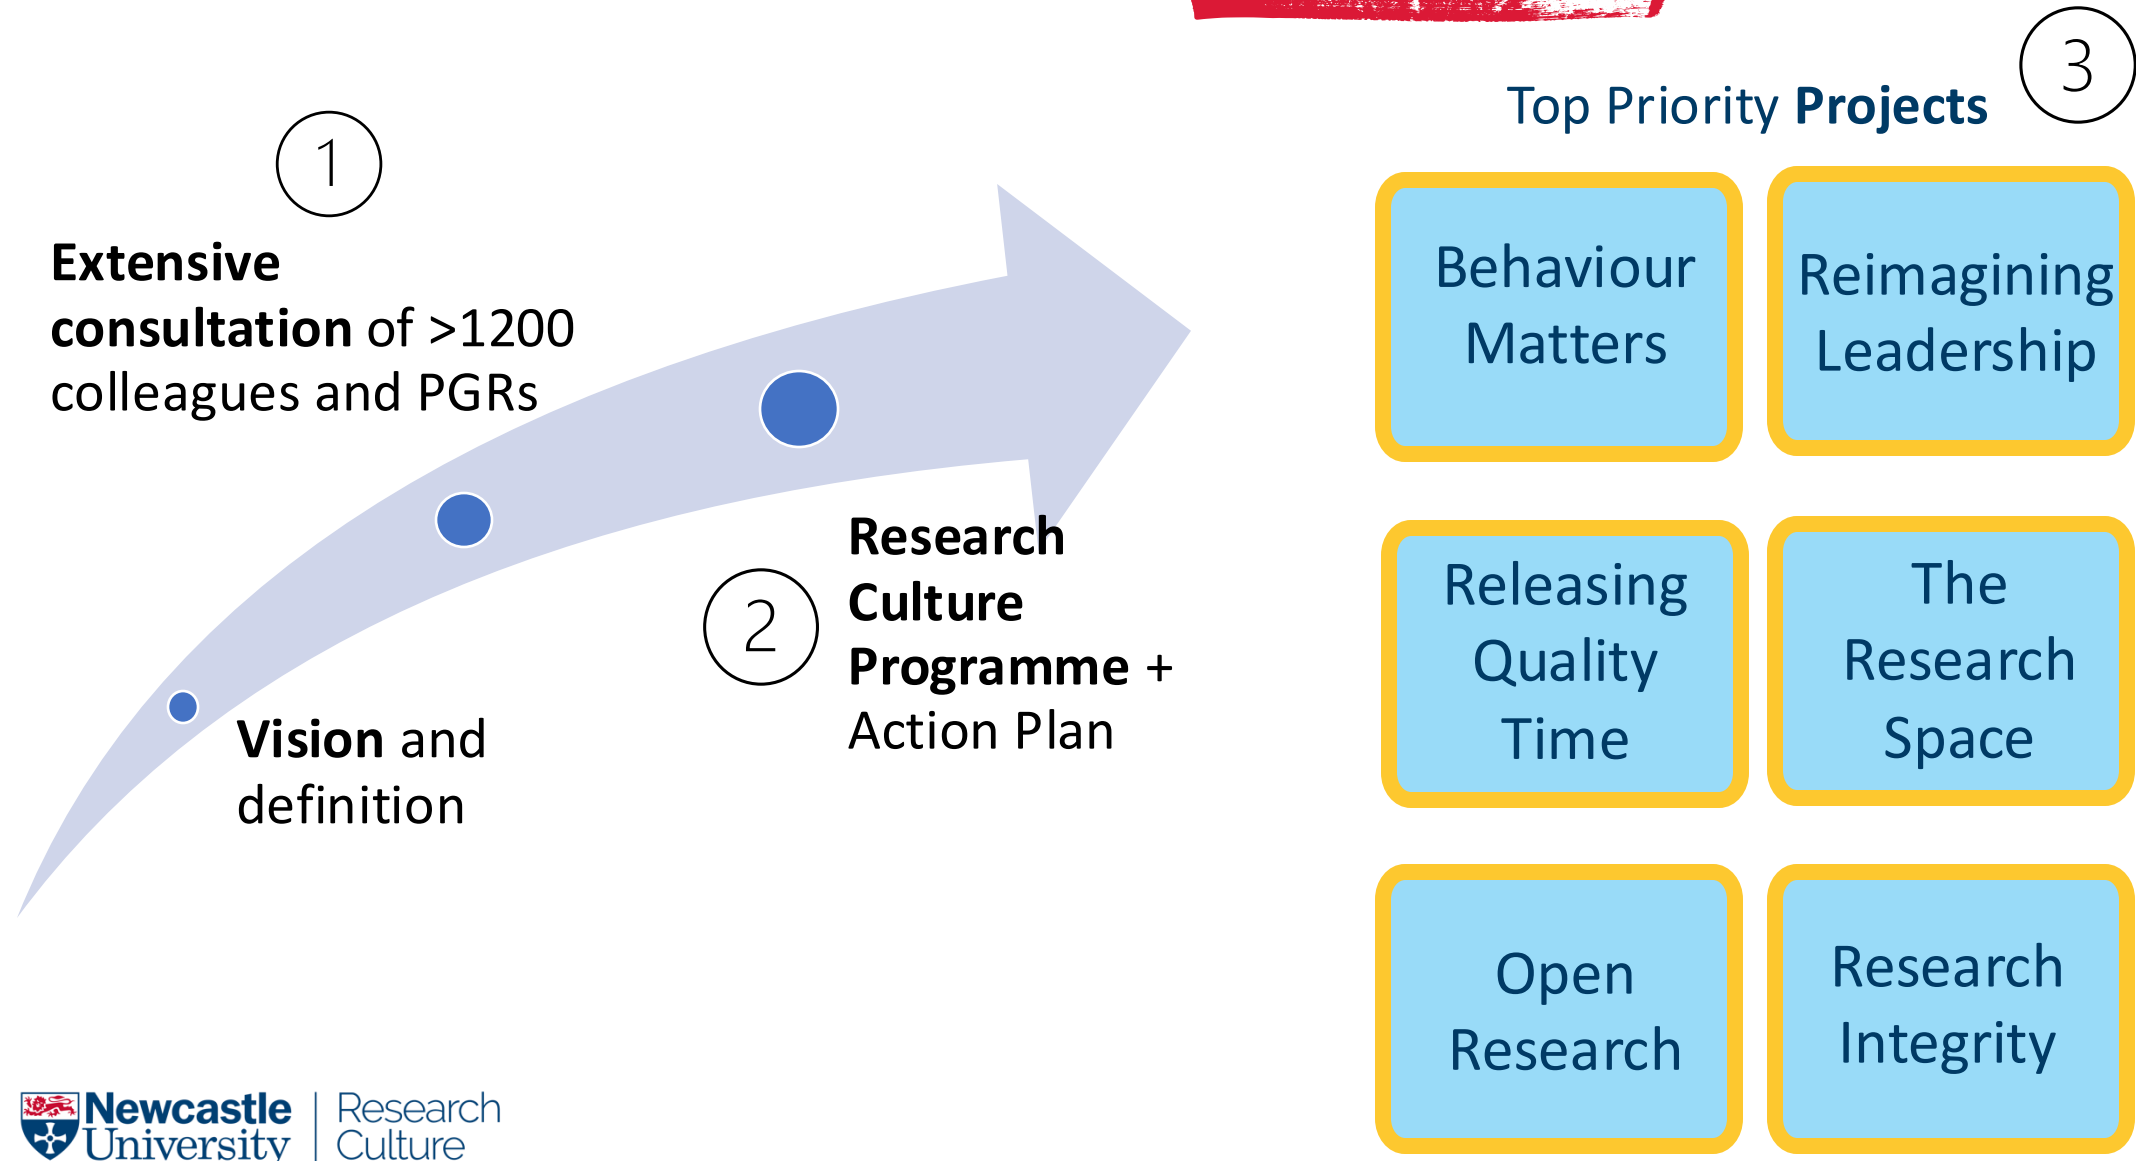 1
Extensive
consultation of >1200
colleagues and PGRs
Vision and
definition
2
Research
Culture
Programme +
Action Plan
3
Top Priority Projects
Behaviour
Matters
Reimagining
Leadership
Releasing
Quality
Time
The
Research
Space
Open
Research
Research
Integrity
Newcastle
University
Research
Culture